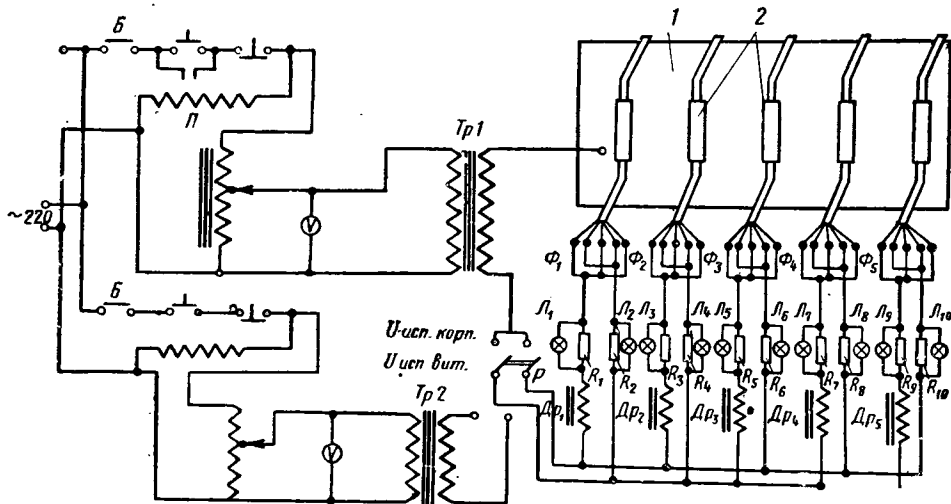 Б
П
Тр1
1
2
~220
V
Ф₁ Ф₂ Ф₃ Ф₄ Ф₅
Б
U исп. корп.
U исп вит.
Р
Тр2
V
Л₁ Л₂ Л₃ Л₄ Л₅ Л₆ Л₇ Л₈ Л₉ Л₁₀
R₁ R₂ R₃ R₄ R₅ R₆ R₇ R₈ R₉ R₁₀
Др₁ Др₂ Др₃ Др₄ Др₅